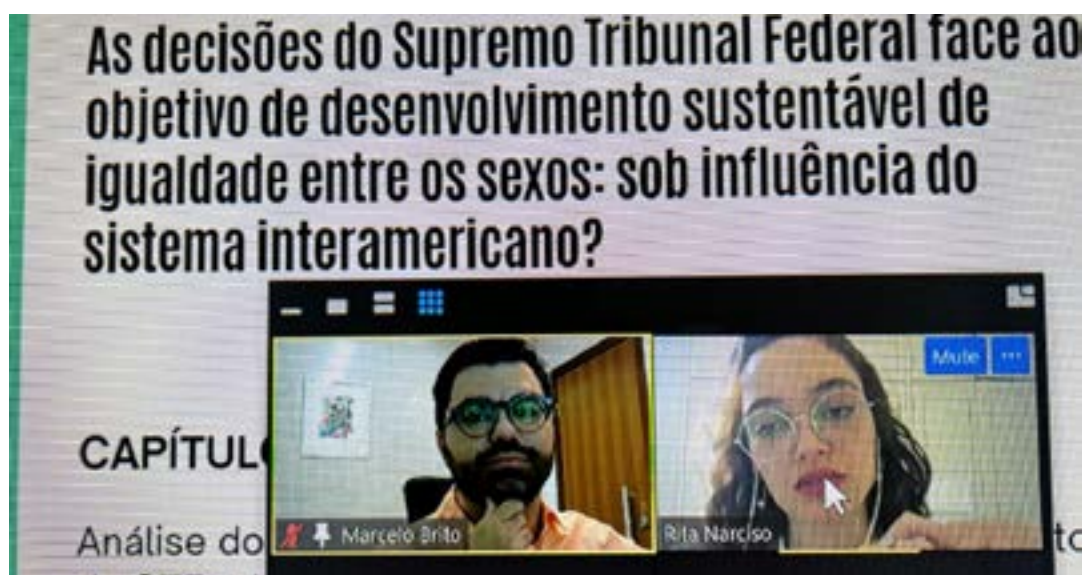 As decisões do Supremo Tribunal Federal face ao
objetivo de desenvolvimento sustentável de
igualdade entre os sexos: sob influência do
sistema interamericano?
Mute
CAPÍTUL
Marcelo Brito
Rita Narciso
Análise do